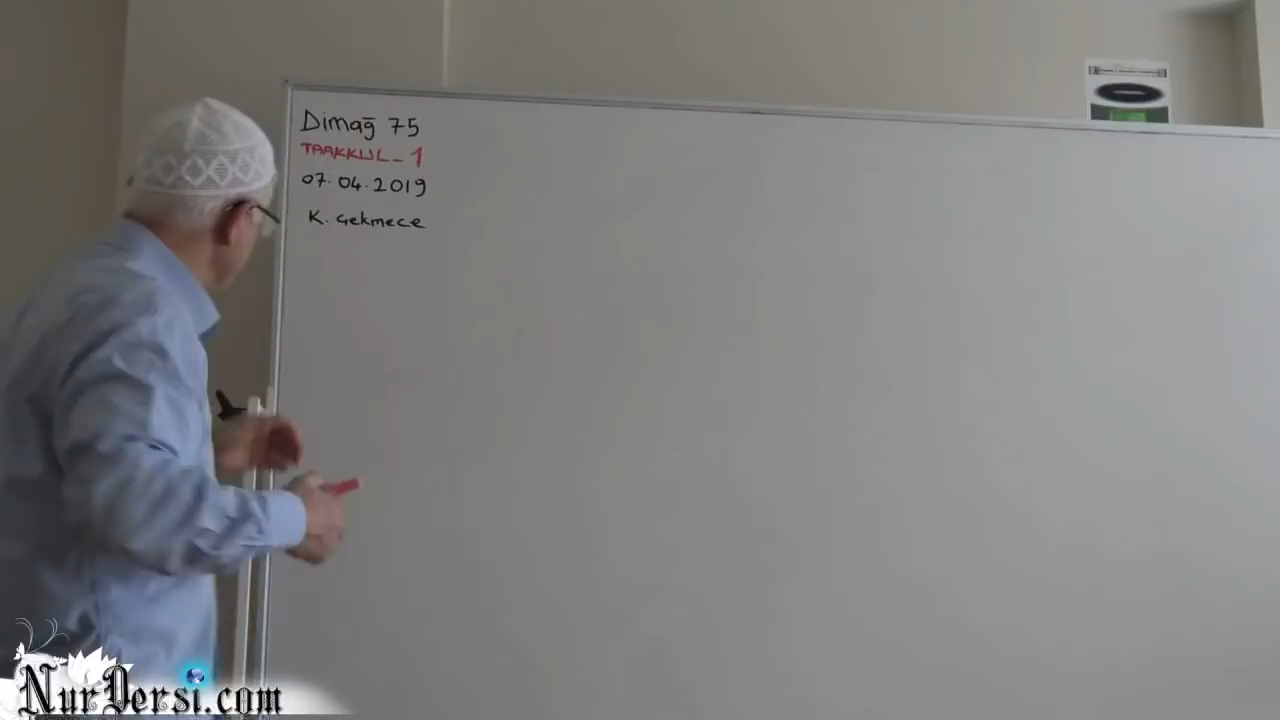 Dimağ 75
TAAKKUL-1
07.04.2019
K. Çekmece
NurDersi.com